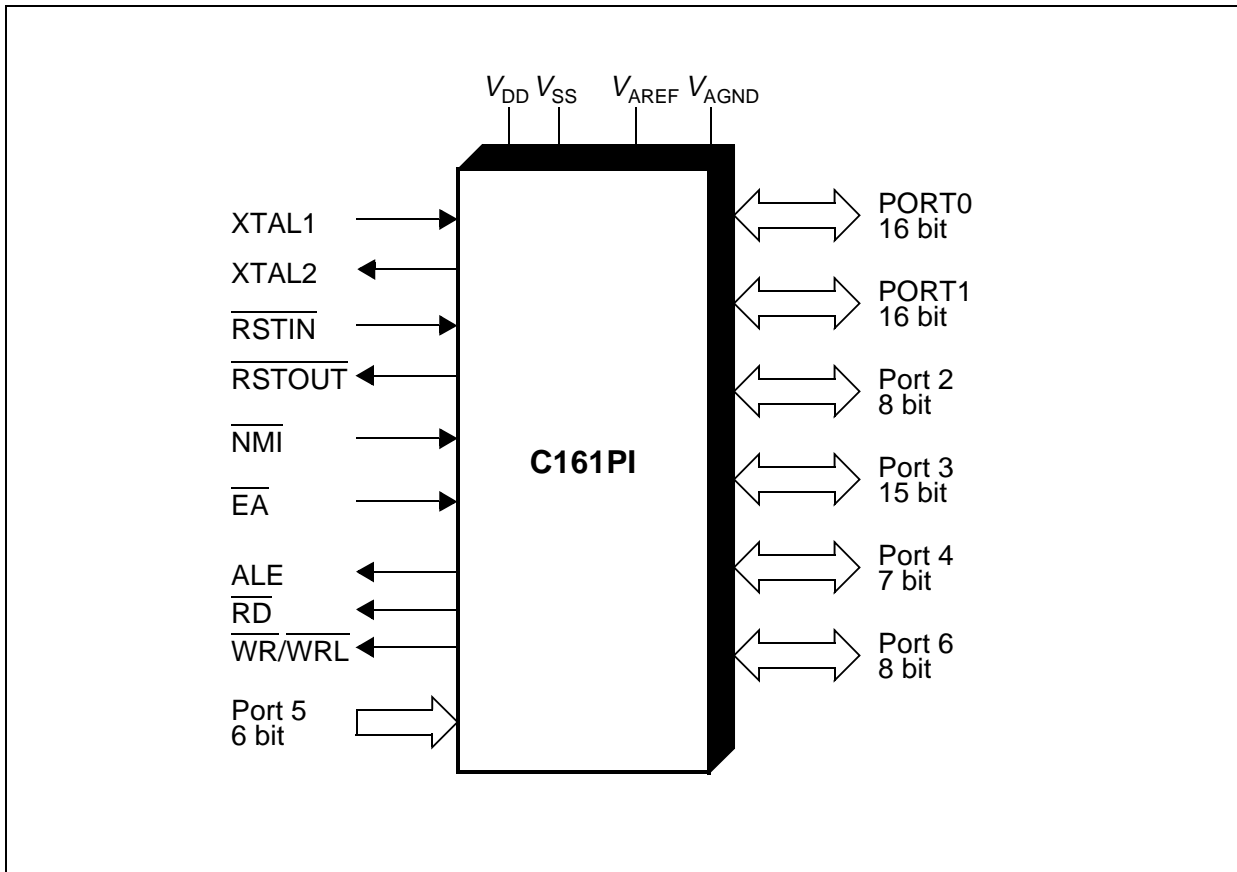 VDD VSS VAREF VAGND
XTAL1
XTAL2
RSTIN
RSTOUT
NMI
EA
ALE
RD
WR/WRL
Port 5
6 bit
C161PI
PORT0
16 bit
PORT1
16 bit
Port 2
8 bit
Port 3
15 bit
Port 4
7 bit
Port 6
8 bit